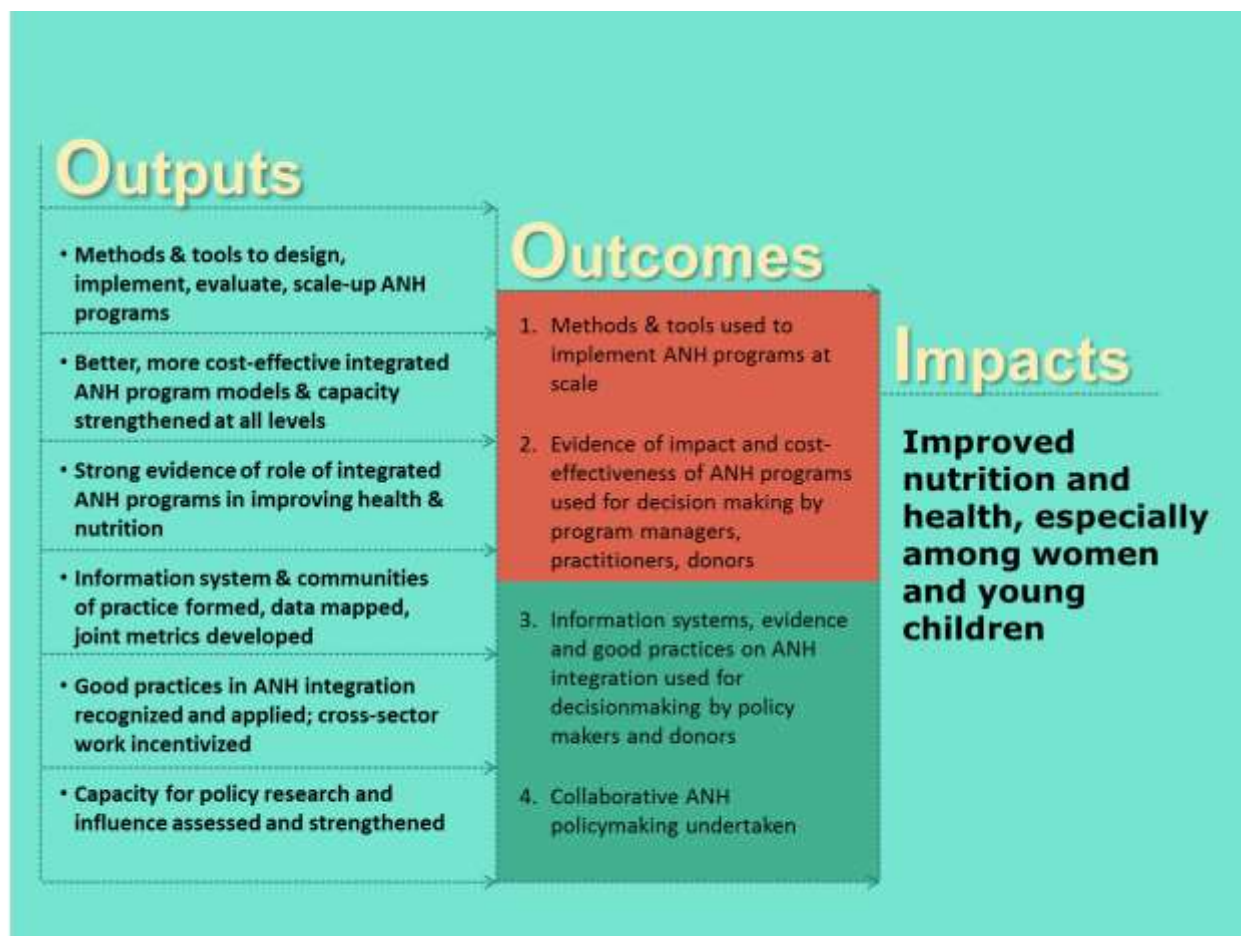 Outputs
• Methods & tools to design,
implement, evaluate, scale-up ANH
programs
• Better, more cost-effective integrated
ANH program models & capacity
strengthened at all levels
• Strong evidence of role of integrated
ANH programs in improving health &
nutrition
• Information system & communities
of practice formed, data mapped,
joint metrics developed
• Good practices in ANH integration
recognized and applied; cross-sector
work incentivized
• Capacity for policy research and
influence assessed and strengthened
Outcomes
1. Methods & tools used to
implement ANH programs at
scale
2. Evidence of impact and cost-
effectiveness of ANH programs
used for decision making by
program managers,
practitioners, donors
3. Information systems, evidence
and good practices on ANH
integration used for
decisionmaking by policy
makers and donors
4. Collaborative ANH
policymaking undertaken
Impacts
Improved
nutrition and
health, especially
among women
and young
children